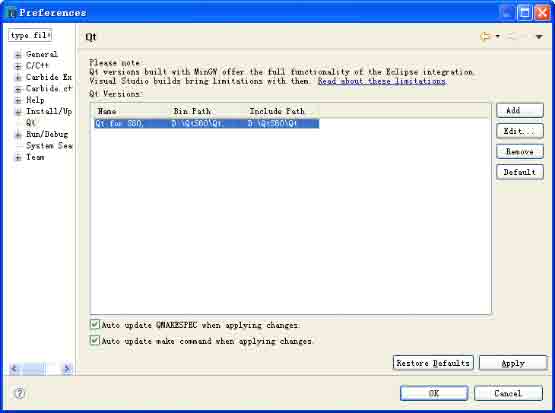 Preferences
type fil
Qt
General
C/C++
Carbide Ex
Carbide.c+
Help
Install/Up
Qt
Run/Debug
System Sea
Team
Please note:
Qt versions built with MinGW offer the full functionality of the Eclipse integration.
Visual Studio builds bring limitations with them. Read about these limitations.
Qt Versions:
Name Bin Path Include Path
Qt for S60, D:\QtS60\Qt D:\QtS60\Qt
Add
Edit...
Remove
Default
Auto update QMAKESPEC when applying changes.
Auto update make command when applying changes.
Restore Defaults Apply
OK Cancel